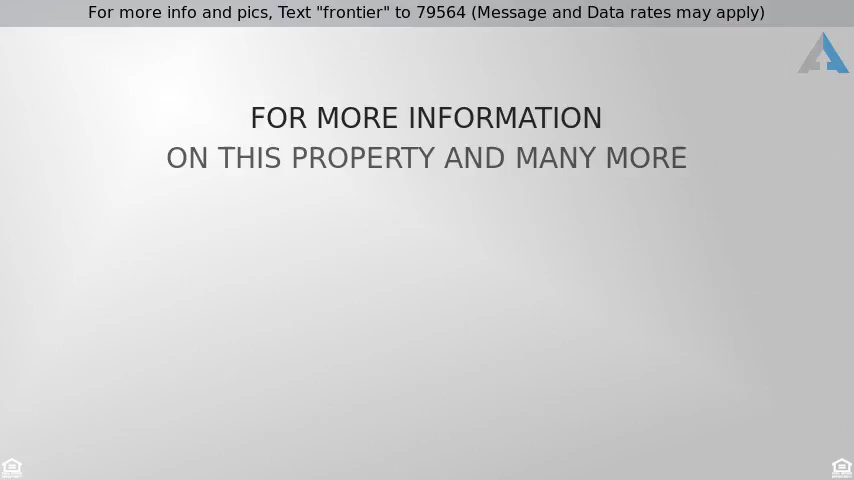 For more info and pics, Text "frontier" to 79564 (Message and Data rates may apply)
FOR MORE INFORMATION
ON THIS PROPERTY AND MANY MORE